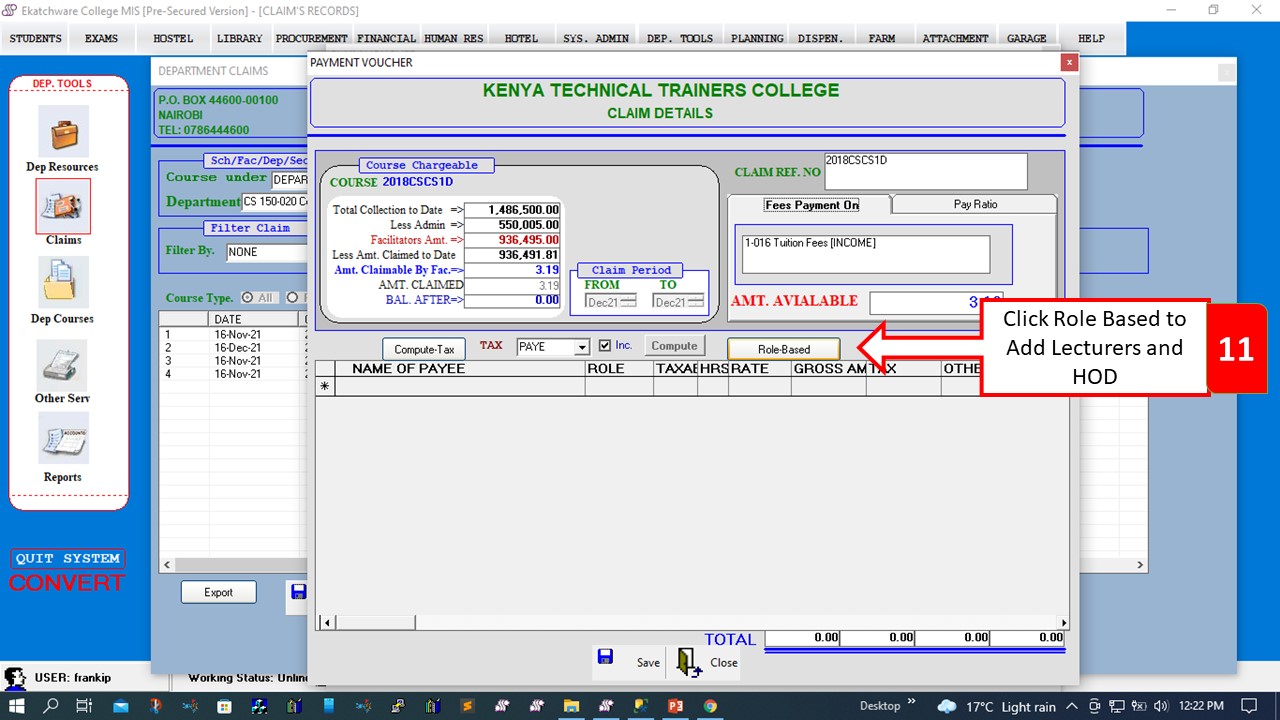 Ekatchware College MIS [Pre-Secured Version] - [CLAIM'S RECORDS]
STUDENTS EXAMS HOSTEL LIBRARY PROCUREMENT FINANCIAL HUMAN RES HOTEL SYS. ADMIN DEP. TOOLS PLANNING DISPEN. FARM ATTACHMENT GARAGE HELP
DEP. TOOLS
Dep Resources
Claims
Dep Courses
Other Serv
Reports
QUIT SYSTEM
CONVERT
DEPARTMENT CLAIMS
P.O. BOX 44600-00100
NAIROBI
TEL: 0786444600
Sch/Fac/Dep/Sec
Course under DEPAR
Department CS 150-020 C
Filter Claim
Filter By. NONE
Course Type. All
DATE
1 16-Nov-21
2 16-Dec-21
3 16-Nov-21
4 16-Nov-21
Export
PAYMENT VOUCHER
KENYA TECHNICAL TRAINERS COLLEGE
CLAIM DETAILS
Course Chargeable
COURSE 2018CSCS1D
Total Collection to Date => 1,486,500.00
Less Admin => 550,005.00
Facilitators Amt. => 936,495.00
Less Amt. Claimed to Date 936,491.81
Amt. Claimable By Fac.=> 3.19
AMT. CLAIMED 3.19
BAL. AFTER=> 0.00
Claim Period
FROM TO
Dec21 Dec21
CLAIM REF. NO 2018CSCS1D
Fees Payment On Pay Ratio
1-016 Tuition Fees [INCOME]
AMT. AVIALABLE
Compute-Tax TAX PAYE Inc. Compute Role-Based
NAME OF PAYEE ROLE TAXAB HRS RATE GROSS AM TAX OTHE
*
Click Role Based to
Add Lecturers and
HOD
11
TOTAL 0.00 0.00 0.00 0.00
Save Close
USER: frankip Working Status: Online
Desktop 17°C Light rain 12:22 PM